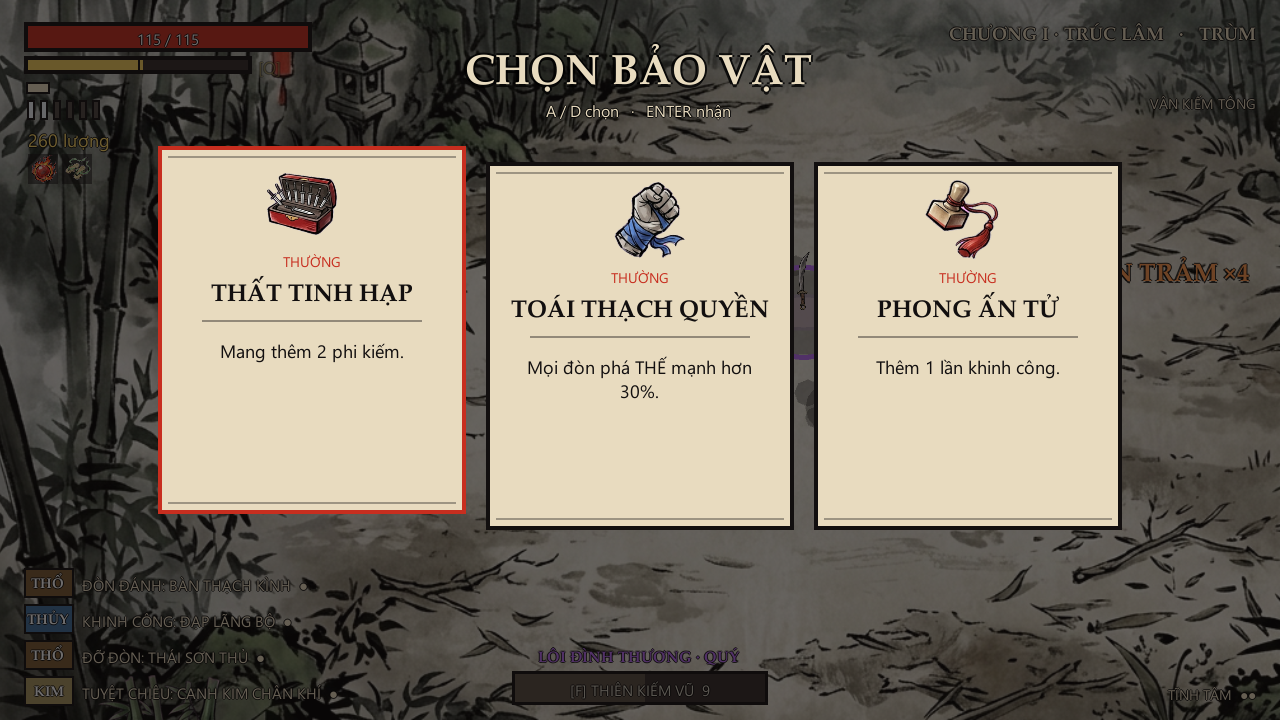 115 / 115
260 lượng
CHƯƠNG I · TRÚC LÂM · TRÙM
VẠN KIẾM TÔNG
CHỌN BẢO VẬT
A / D chọn · ENTER nhận
THƯỜNG
THẤT TINH HẠP
Mang thêm 2 phi kiếm.
THƯỜNG
TOÁI THẠCH QUYỀN
Mọi đòn phá THẾ mạnh hơn
30%.
THƯỜNG
PHONG ẤN TỬ
Thêm 1 lần khinh công.
TRẢM ×4
THỔ ĐÒN ĐÁNH: BÀN THẠCH KÌNH
THỦY KHINH CÔNG: ĐẠP LÃNG BỘ
THỔ ĐỠ ĐÒN: THÁI SƠN THỦ
KIM TUYỆT CHIÊU: CANH KIM CHÂN KHÍ
LÔI ĐÌNH THƯƠNG · QUÝ
[F] THIÊN KIẾM VŨ 9
TĨNH TÂM